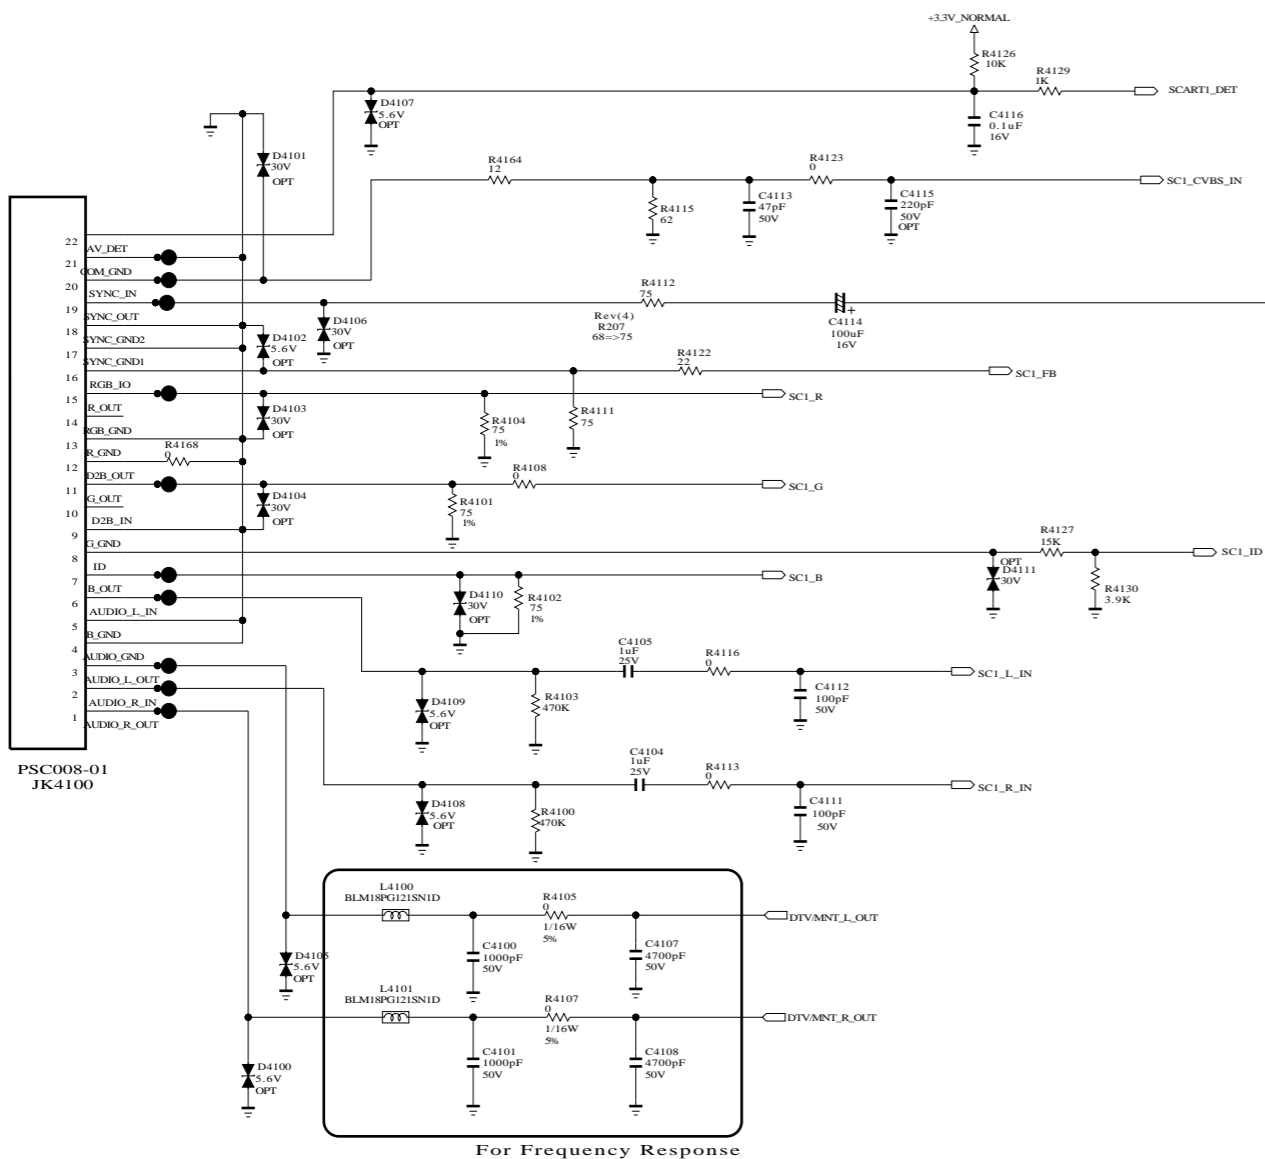 +3.3V_NORMAL
R4126
10K
R4129
1K
SCART1_DET
D4107
5.6V
OPT
C4116
0.1uF
16V
D4101
30V
OPT
R4164
12
R4123
0
SC1_CVBS_IN
R4115
62
C4113
47pF
50V
C4115
220pF
50V
OPT
22
AV_DET
21
COM_GND
20
SYNC_IN
19
SYNC_OUT
18
SYNC_GND2
17
SYNC_GND1
16
RGB_IO
15
R_OUT
14
RGB_GND
13
R_GND
12
D2B_OUT
11
G_OUT
10
D2B_IN
9
G_GND
8
ID
7
B_OUT
6
AUDIO_L_IN
5
B_GND
4
AUDIO_GND
3
AUDIO_L_OUT
2
AUDIO_R_IN
1
AUDIO_R_OUT
PSC008-01
JK4100
R4112
75
Rev(4)
R207
68=>75
C4114
100uF
16V
+
D4106
30V
OPT
D4102
5.6V
OPT
R4122
22
SC1_FB
SC1_R
D4103
30V
OPT
R4104
75
1%
R4111
75
R4168
0
R4108
0
SC1_G
D4104
30V
OPT
R4101
75
1%
R4127
15K
SC1_ID
OPT
D4111
30V
R4130
3.9K
SC1_B
D4110
30V
OPT
R4102
75
1%
C4105
1uF
25V
R4116
0
SC1_L_IN
D4109
5.6V
OPT
R4103
470K
C4112
100pF
50V
C4104
1uF
25V
R4113
0
SC1_R_IN
D4108
5.6V
OPT
R4100
470K
C4111
100pF
50V
L4100
BLM18PG121SN1D
R4105
0
1/16W
5%
DTV/MNT_L_OUT
D4105
5.6V
OPT
C4100
1000pF
50V
C4107
4700pF
50V
L4101
BLM18PG121SN1D
R4107
0
1/16W
5%
DTV/MNT_R_OUT
D4100
5.6V
OPT
C4101
1000pF
50V
C4108
4700pF
50V
For Frequency Response